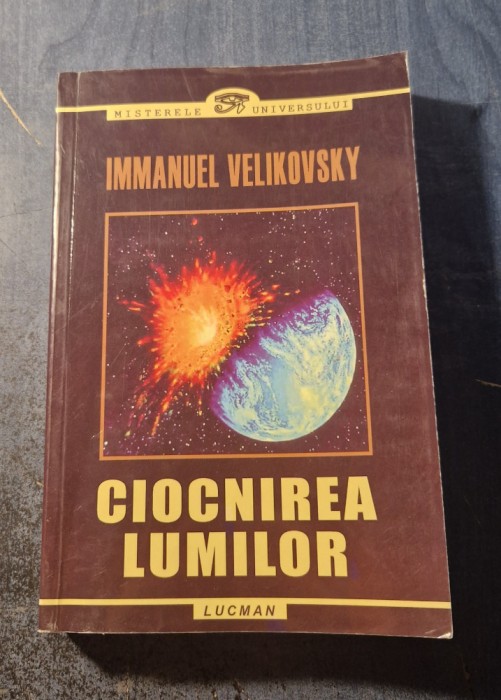 MISTERELE UNIVERSULUI
IMMANUEL VELIKOVSKY
CIOCNIREA
LUMILOR
LUCMAN